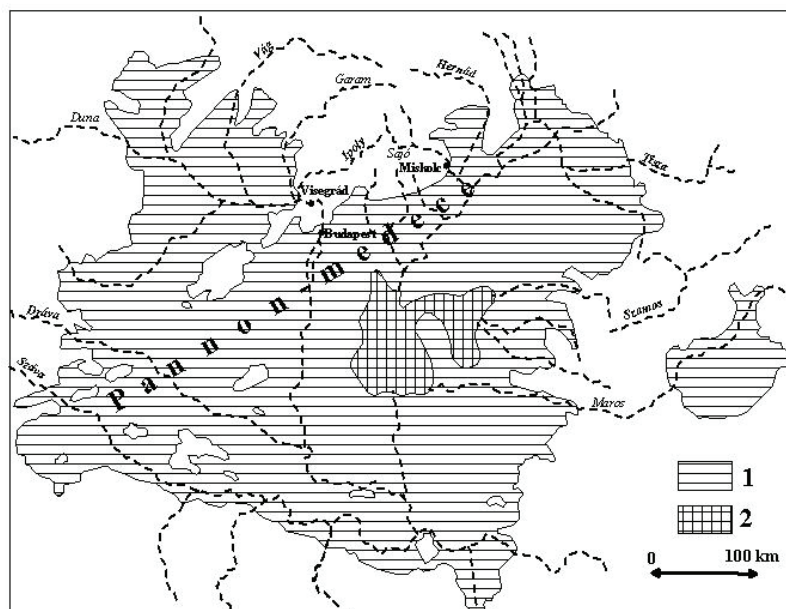 Vág
Garam
Hernád
Duna
Ipoly
Sajó
Miskolc
Tisza
Visegrád
Budapest
Pannon-medece
Szamos
Dráva
Száva
Maros
1
2
0 100 km